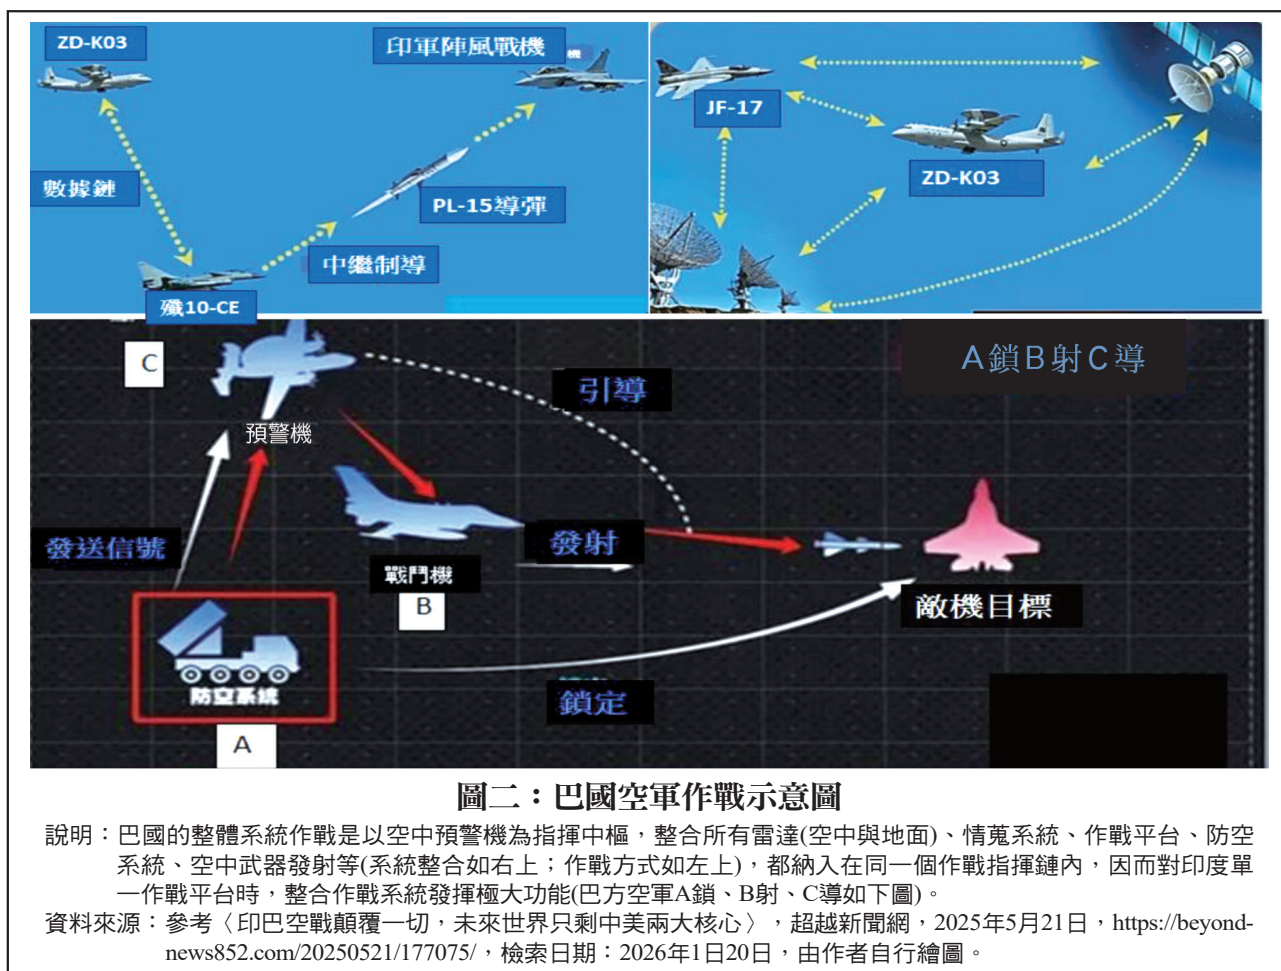 ZD-K03
印軍陣風戰機
機
數據鏈
PL-15導彈
中繼制導
殲10-CE
JF-17
ZD-K03
C
A鎖B射C導
引導
預警機
發送信號
發射
戰鬥機
B
敵機目標
防空系統
鎖定
A
圖二：巴國空軍作戰示意圖
說明：巴國的整體系統作戰是以空中預警機為指揮中樞，整合所有雷達(空中與地面)、情蒐系統、作戰平台、防空
系統、空中武器發射等(系統整合如右上；作戰方式如左上)，都納入在同一個作戰指揮鏈內，因而對印度單
一作戰平台時，整合作戰系統發揮極大功能(巴方空軍A鎖、B射、C導如下圖)。
資料來源：參考〈印巴空戰顛覆一切，未來世界只剩中美兩大核心〉，超越新聞網，2025年5月21日，https://beyond-
news852.com/20250521/177075/，檢索日期：2026年1日20日，由作者自行繪圖。